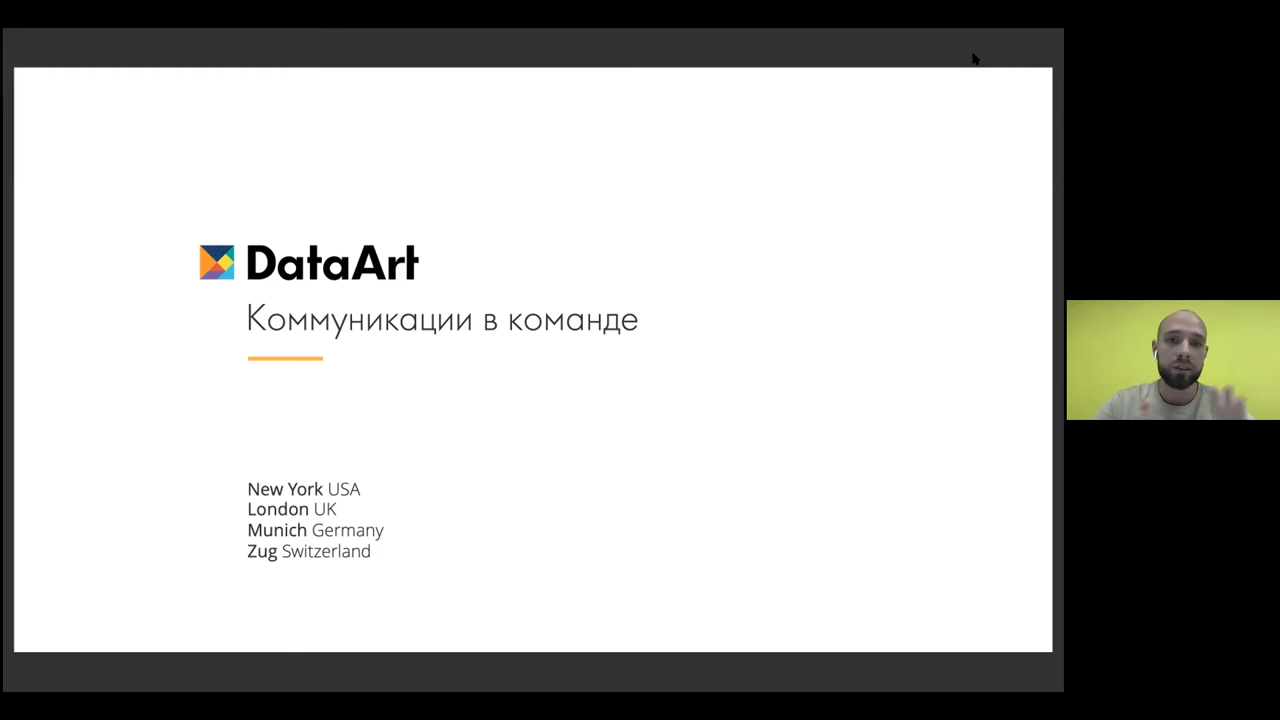 DataArt
Коммуникации в команде
New York USA
London UK
Munich Germany
Zug Switzerland